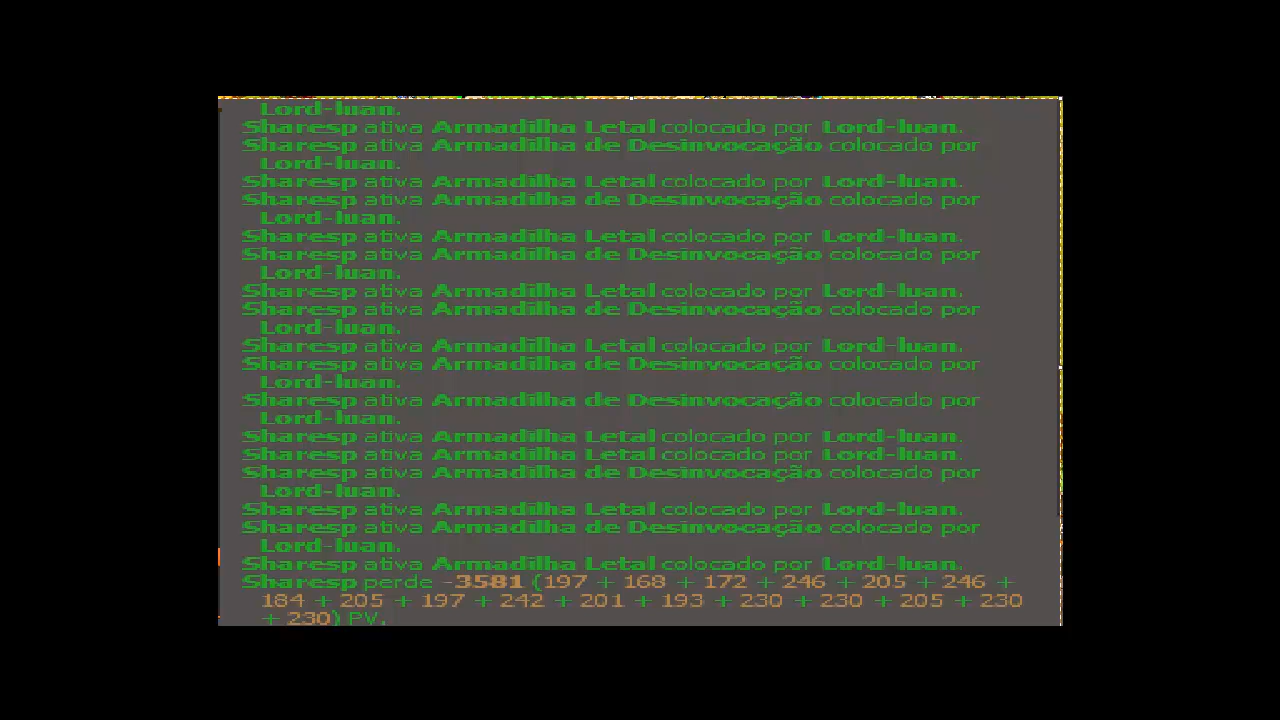 Lord-luan.
Sharesp ativa Armadilha Letal colocado por Lord-luan.
Sharesp ativa Armadilha de Desinvocação colocado por
Lord-luan.
Sharesp ativa Armadilha Letal colocado por Lord-luan.
Sharesp ativa Armadilha de Desinvocação colocado por
Lord-luan.
Sharesp ativa Armadilha Letal colocado por Lord-luan.
Sharesp ativa Armadilha de Desinvocação colocado por
Lord-luan.
Sharesp ativa Armadilha Letal colocado por Lord-luan.
Sharesp ativa Armadilha de Desinvocação colocado por
Lord-luan.
Sharesp ativa Armadilha Letal colocado por Lord-luan.
Sharesp ativa Armadilha de Desinvocação colocado por
Lord-luan.
Sharesp ativa Armadilha de Desinvocação colocado por
Lord-luan.
Sharesp ativa Armadilha Letal colocado por Lord-luan.
Sharesp ativa Armadilha Letal colocado por Lord-luan.
Sharesp ativa Armadilha de Desinvocação colocado por
Lord-luan.
Sharesp ativa Armadilha Letal colocado por Lord-luan.
Sharesp ativa Armadilha de Desinvocação colocado por
Lord-luan.
Sharesp ativa Armadilha Letal colocado por Lord-luan.
Sharesp perde -3581 (197 + 168 + 172 + 246 + 205 + 246 +
184 + 205 + 197 + 242 + 201 + 193 + 230 + 230 + 205 + 230
+ 230) PV.